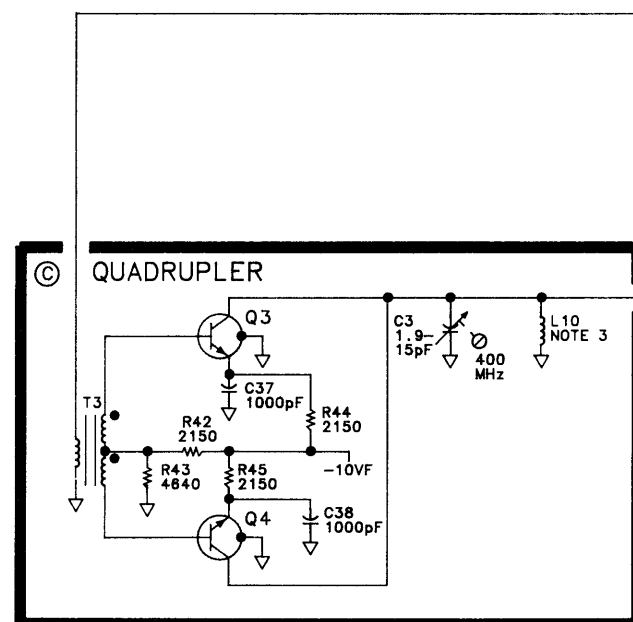 Ⓒ QUADRUPLER
Q3
C3
1.9-
15pF
400
MHz
L10
NOTE 3
C37
1000pF
T3
R42
2150
R44
2150
R43
4640
R45
2150
-10VF
Q4
C38
1000pF